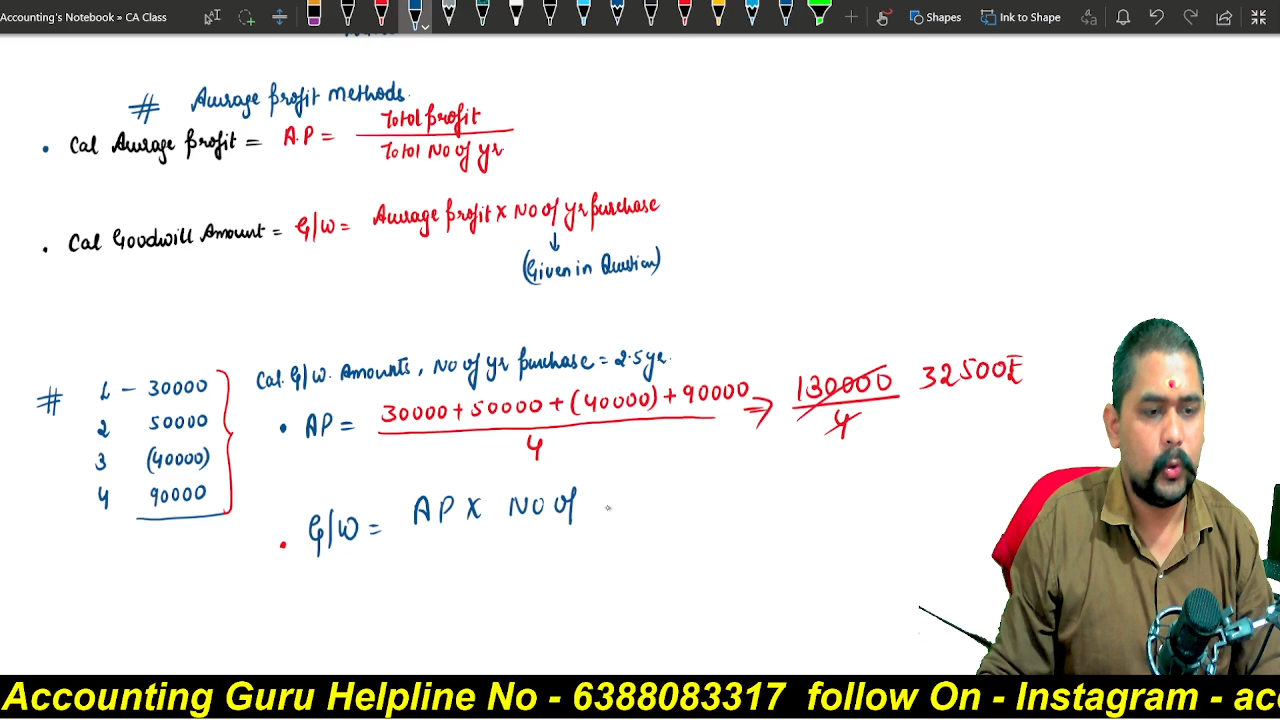 Accounting's Notebook » CA Class
Shapes
Ink to Shape
# Average profit methods.
• Cal Average profit = A.P = Total profit
Total No of yr
• Cal Goodwill Amount = G/W = Average profit x No of yr purchase
(Given in Question)
# 1 - 30000
2 50000
3 (40000)
4 90000
Cal. G/W. Amounts, No of yr purchase = 2.5 yr.
• AP = 30000 + 50000 + (40000) + 90000
4
⇒ 130000
4
32500
• G/W = AP x No of
Accounting Guru Helpline No - 6388083317 follow On - Instagram - ac